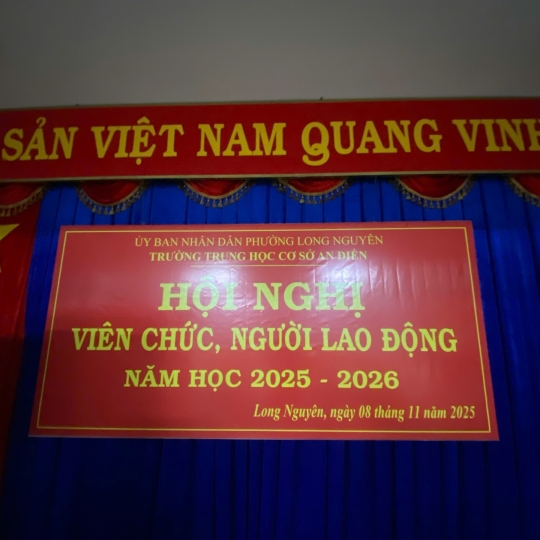 SẢN VIỆT NAM QUANG VINH
ỦY BAN NHÂN DÂN PHƯỜNG LONG NGUYÊN
TRƯỜNG TRUNG HỌC CƠ SỞ AN ĐIỀN
HỘI NGHỊ
VIÊN CHỨC, NGƯỜI LAO ĐỘNG
NĂM HỌC 2025 - 2026
Long Nguyên, ngày 08 tháng 11 năm 2025